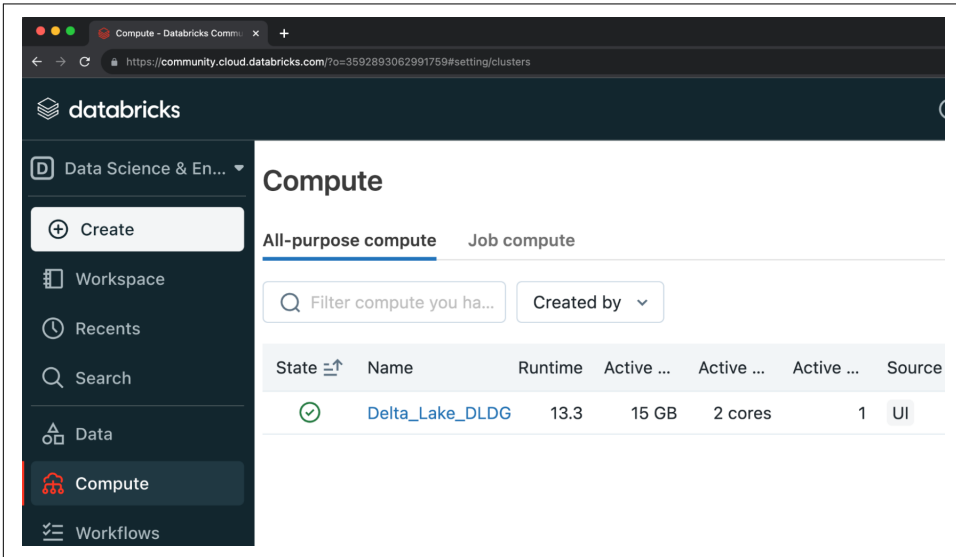 Compute - Databricks Commu
https://community.cloud.databricks.com/?o=3592893062991759#setting/clusters
databricks
D Data Science & En...
Create
Workspace
Recents
Search
Data
Compute
Workflows
Compute
All-purpose compute Job compute
Filter compute you ha... Created by
State Name Runtime Active ... Active ... Active ... Source
Delta_Lake_DLDG 13.3 15 GB 2 cores 1 UI